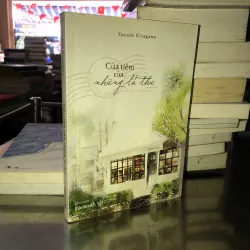 Yasushi Kitagawa
Cửa tiệm
của
những lá thư